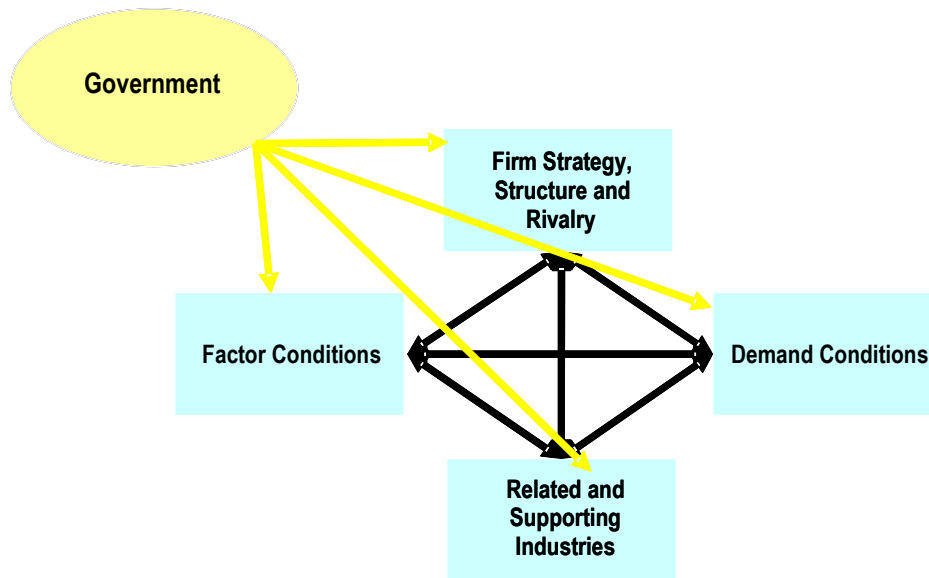 Government
Firm Strategy,
Structure and
Rivalry
Factor Conditions
Demand Conditions
Related and
Supporting
Industries